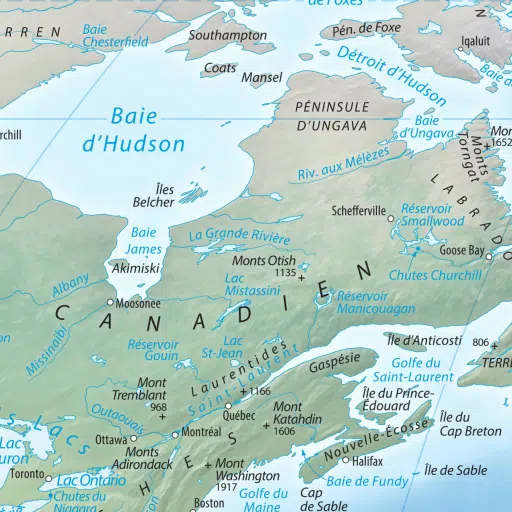 de Foxes
RREN
Baie
Chesterfield
Southampton
Pén. de Foxe
Iqaluit
Coats
Mansel
Détroit d'Hudson
Baie
d'Hudson
PÉNINSULE
D'UNGAVA
Baie
d'Ungava
Monts
Torngat
1652
rchill
Riv. aux Mélèzes
LABRADO
Îles
Belcher
Schefferville
Réservoir
Smallwood
Baie
James
La Grande Rivière
Goose Bay
Akimiski
Monts Otish
1135
Chutes Churchill
Albany
Lac
Mistassini
Moosonee
CANADIEN
Réservoir
Manicouagan
Missinaibi
Réservoir
Gouin
Lac
St-Jean
Laurentides
Saint-Laurent
Île d'Anticosti
806
Gaspésie
Golfe du
Saint-Laurent
TERRE
Mont
Tremblant
968
1166
Île du Prince-
Édouard
Outaouais
Québec
Mont
Katahdin
1606
Île du
Cap Breton
Lacs
Lac
uron
Ottawa
Montréal
Nouvelle-Écosse
Monts
Adirondack
HES
Halifax
Toronto
Lac Ontario
Mont
Washington
1917
Baie de Fundy
Île de Sable
Chutes du
Niagara
Boston
Golfe du
Maine
Cap
de Sable